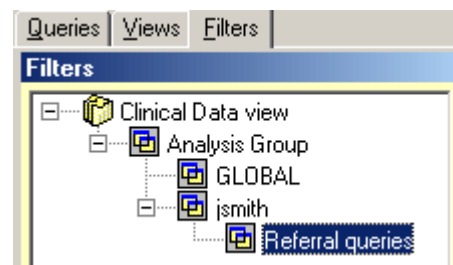 Queries Views Filters
Filters
Clinical Data view
Analysis Group
GLOBAL
jsmith
Referral queries